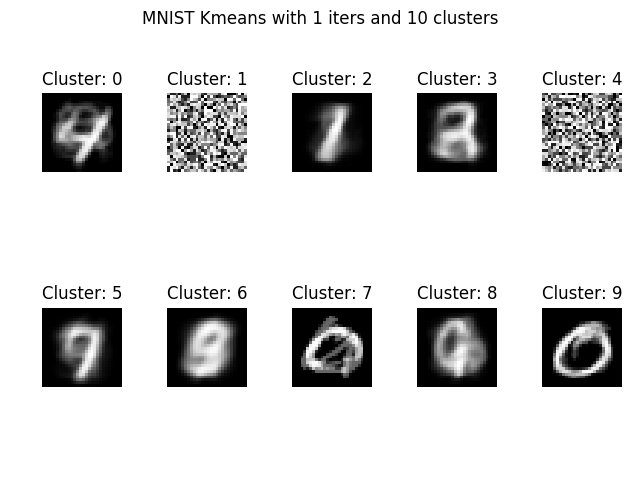 MNIST Kmeans with 1 iters and 10 clusters
Cluster: 0 Cluster: 1 Cluster: 2 Cluster: 3 Cluster: 4
Cluster: 5 Cluster: 6 Cluster: 7 Cluster: 8 Cluster: 9